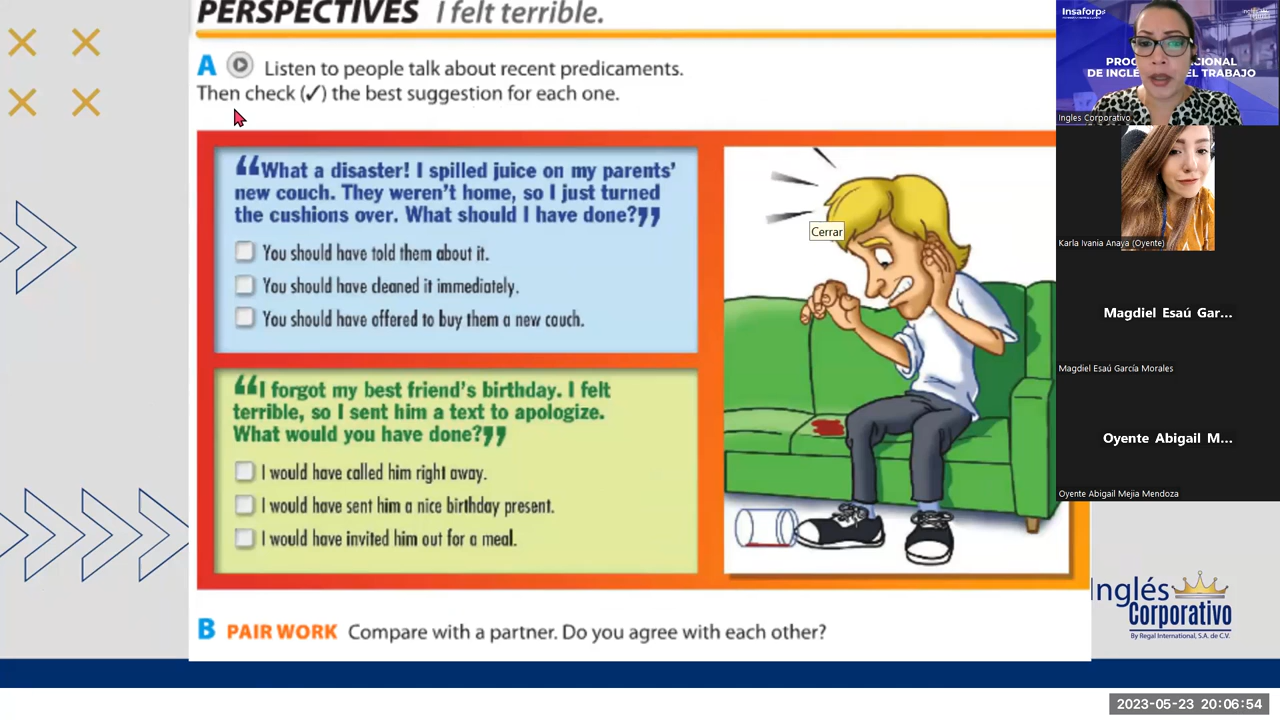 PERSPECTIVES I felt terrible.
A Listen to people talk about recent predicaments.
Then check (✓) the best suggestion for each one.
“What a disaster! I spilled juice on my parents’
new couch. They weren’t home, so I just turned
the cushions over. What should I have done?”
You should have told them about it.
You should have cleaned it immediately.
You should have offered to buy them a new couch.
“I forgot my best friend’s birthday. I felt
terrible, so I sent him a text to apologize.
What would you have done?”
I would have called him right away.
I would have sent him a nice birthday present.
I would have invited him out for a meal.
Cerrar
B PAIR WORK Compare with a partner. Do you agree with each other?
Insaforp
Ingles Corporativo
Karla Ivania Anaya (Oyente)
Magdiel Esaú Gar...
Magdiel Esaú García Morales
Oyente Abigail M...
Oyente Abigail Mejia Mendoza
Inglés
Corporativo
By Regal International, S.A. de C.V.
2023-05-23 20:06:54